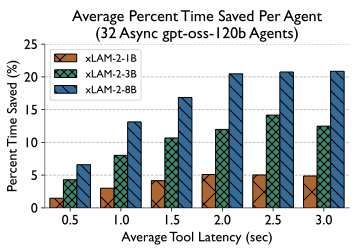 Average Percent Time Saved Per Agent
(32 Async gpt-oss-120b Agents)
Percent Time Saved (%)
25
20
15
10
5
0
xLAM-2-1B
xLAM-2-3B
xLAM-2-8B
0.5 1.0 1.5 2.0 2.5 3.0
Average Tool Latency (sec)